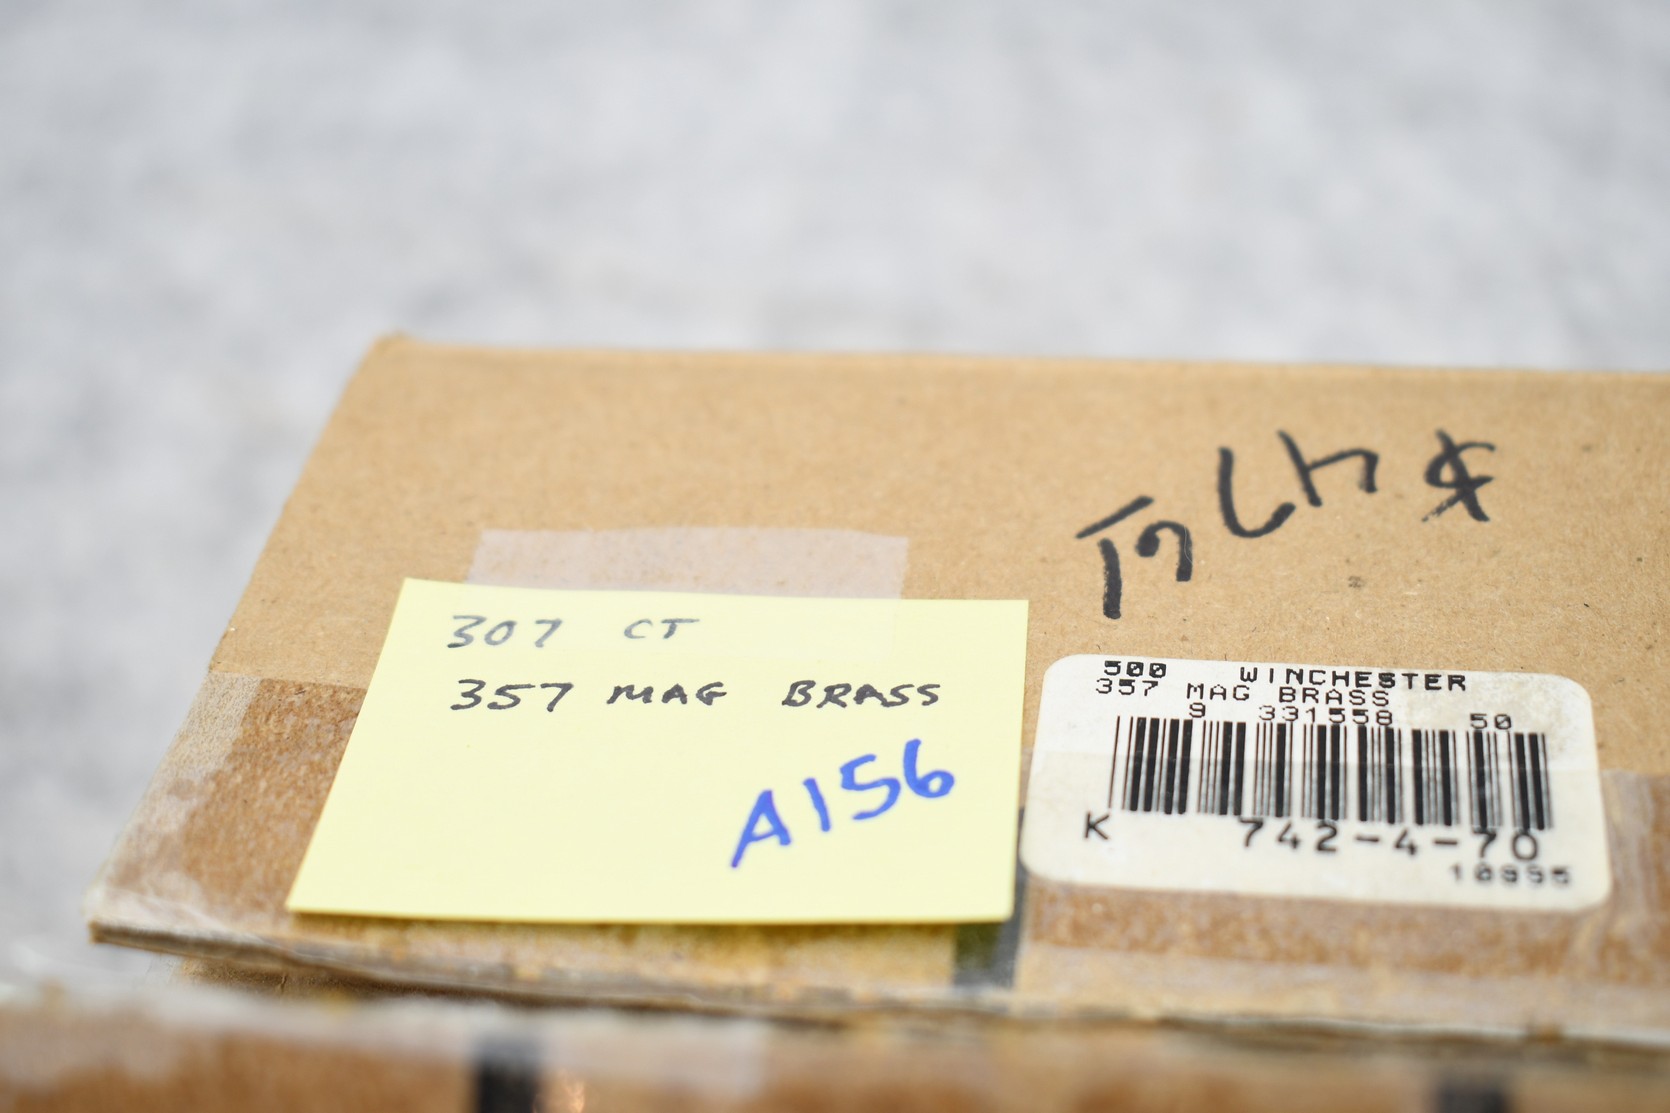 307 CT
357 MAG BRASS
A156
500 WINCHESTER
357 MAG BRASS
9 331558 50
K 742-4-70